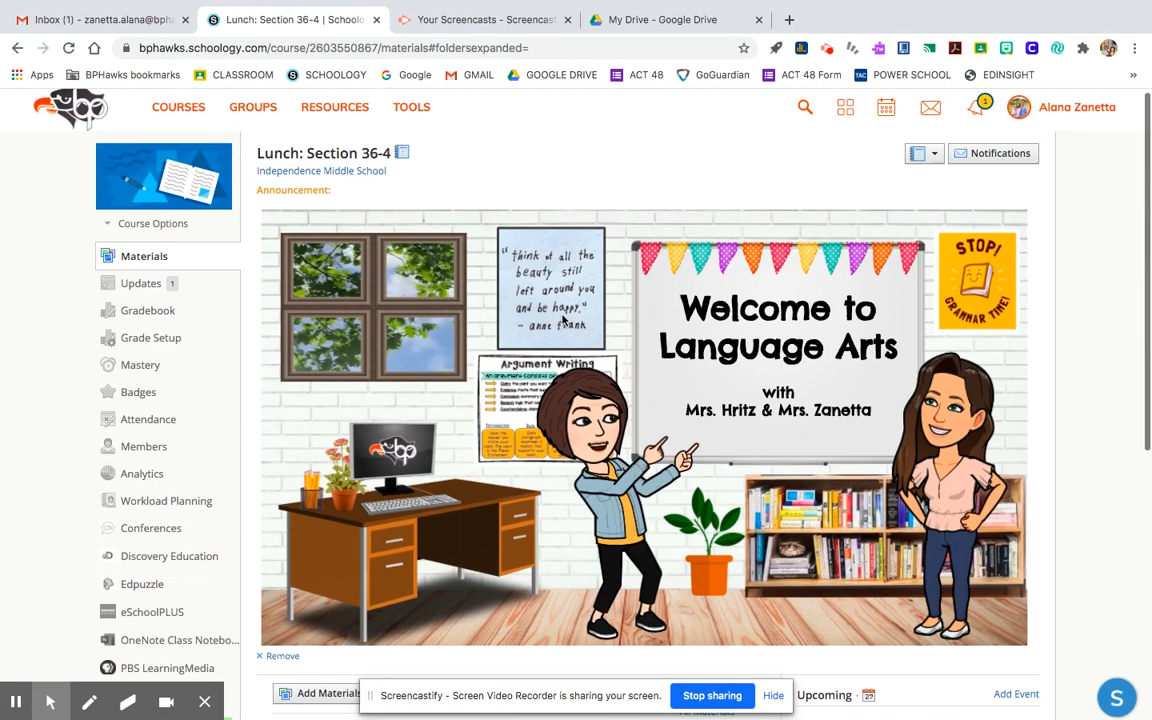 Inbox (1) - zanetta.alana@bpha
Lunch: Section 36-4 | Schoolo
Your Screencasts - Screencast
My Drive - Google Drive
bphawks.schoology.com/course/2603550867/materials#foldersexpanded=
Apps
BPHawks bookmarks
CLASSROOM
SCHOOLOGY
Google
GMAIL
GOOGLE DRIVE
ACT 48
GoGuardian
ACT 48 Form
TAC
POWER SCHOOL
EDINSIGHT
bp
COURSES
GROUPS
RESOURCES
TOOLS
1
Alana Zanetta
Lunch: Section 36-4
Notifications
Independence Middle School
Announcement:
Course Options
Materials
Updates 1
Gradebook
Grade Setup
Mastery
Badges
Attendance
Members
Analytics
Workload Planning
Conferences
Discovery Education
Edpuzzle
eSchoolPLUS
OneNote Class Notebo...
PBS LearningMedia
"think of all the
beauty still
left around you
and be happy."
- anne frank
Argument Writing
Welcome to
Language Arts
with
Mrs. Hritz & Mrs. Zanetta
STOP!
GRAMMAR TIME!
bp
× Remove
Add Materials
Screencastify - Screen Video Recorder is sharing your screen.
Stop sharing
Hide
Upcoming
27
Add Event
S